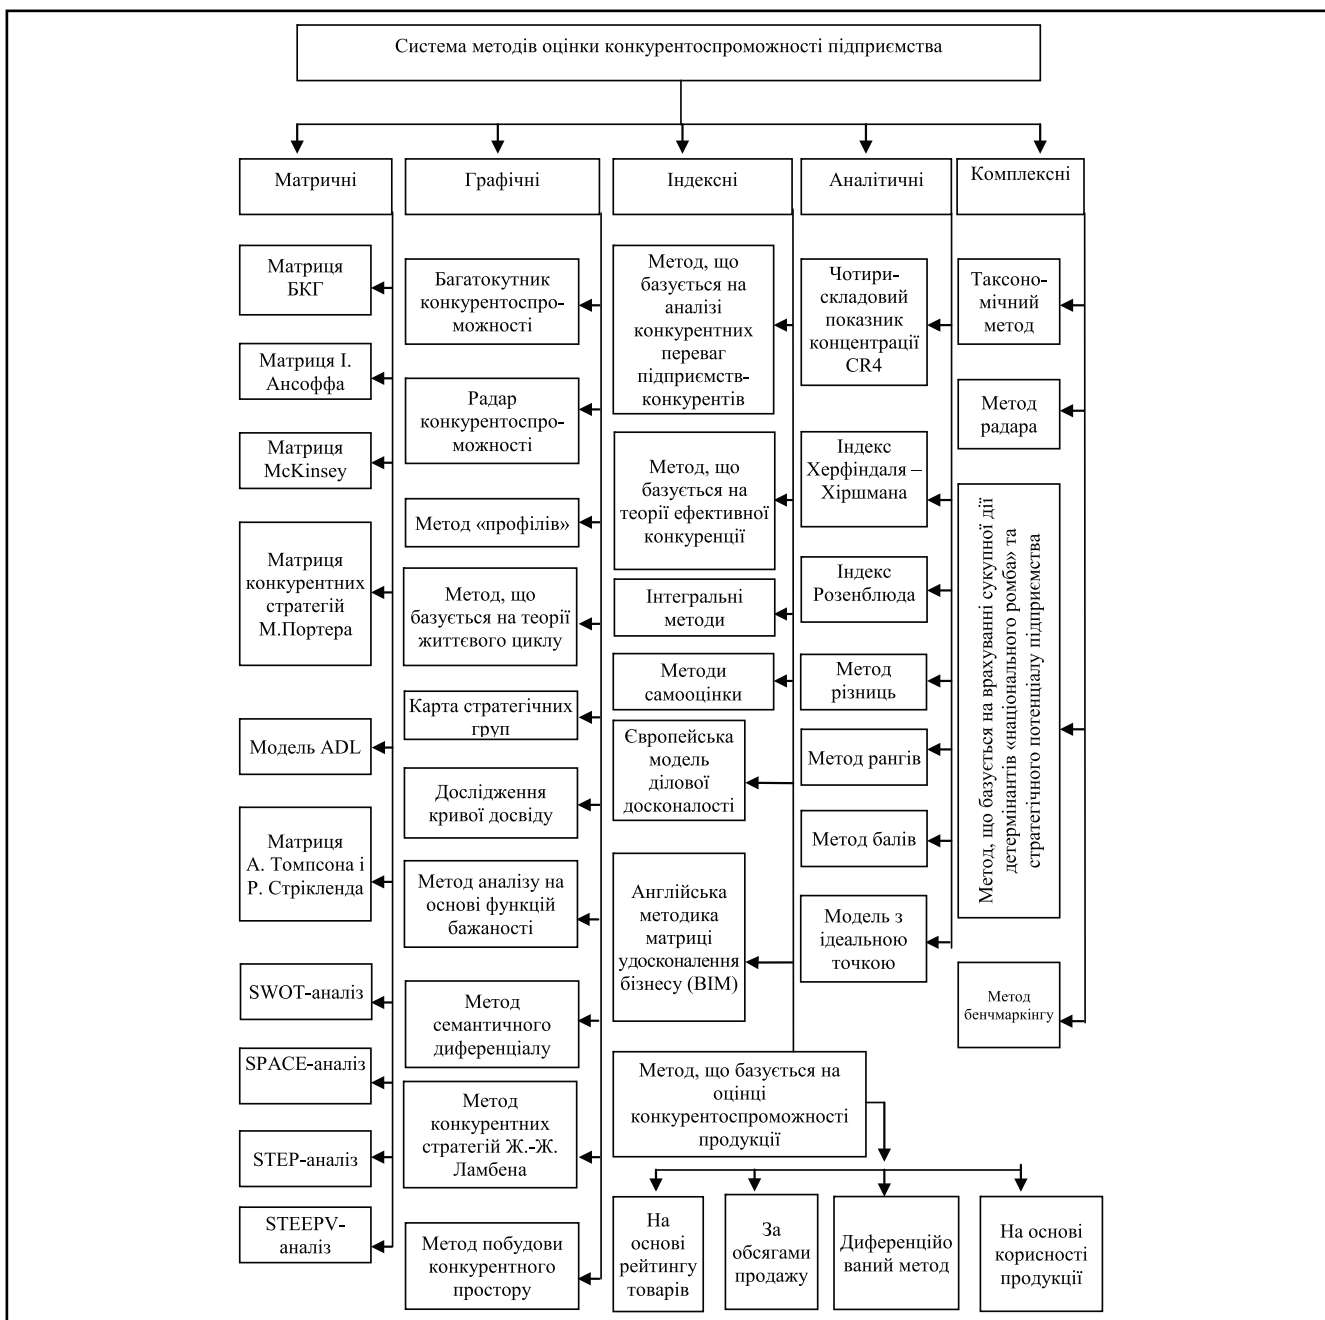 Система методів оцінки конкурентоспроможності підприємства
Матричні
Графічні
Індексні
Аналітичні
Комплексні
Матриця
БКГ
Матриця І.
Ансоффа
Матриця
McKinsey
Матриця
конкурентних
стратегій
М.Портера
Модель ADL
Матриця
А. Томпсона і
Р. Стрікленда
SWOT-аналіз
SPACE-аналіз
STEP-аналіз
STEEPV-
аналіз
Багатокутник
конкурентоспро-
можності
Радар
конкурентоспро-
можності
Метод «профілів»
Метод, що
базується на теорії
життєвого циклу
Карта стратегічних
груп
Дослідження
кривої досвіду
Метод аналізу на
основі функцій
бажаності
Метод
семантичного
диференціалу
Метод
конкурентних
стратегій Ж.-Ж.
Ламбена
Метод побудови
конкурентного
простору
Метод, що
базується на
аналізі
конкурентних
переваг
підприємств-
конкурентів
Метод, що
базується на
теорії ефективної
конкуренції
Інтегральні
методи
Методи
самооцінки
Європейська
модель
ділової
досконалості
Англійська
методика
матриці
удосконалення
бізнесу (BIM)
Метод, що базується на
оцінці
конкурентоспроможності
продукції
На
основі
рейтингу
товарів
За
обсягами
продажу
Диференційо
ваний метод
На основі
корисності
продукції
Чотири-
складовий
показник
концентрації
CR4
Індекс
Херфіндаля –
Хіршмана
Індекс
Розенблюда
Метод
різниць
Метод рангів
Метод балів
Модель з
ідеальною
точкою
Таксоно-
мічний
метод
Метод
радара
Метод, що базується на врахуванні сукупної дії
детермінантів «національного ромба» та
стратегічного потенціалу підприємства
Метод
бенчмаркінгу